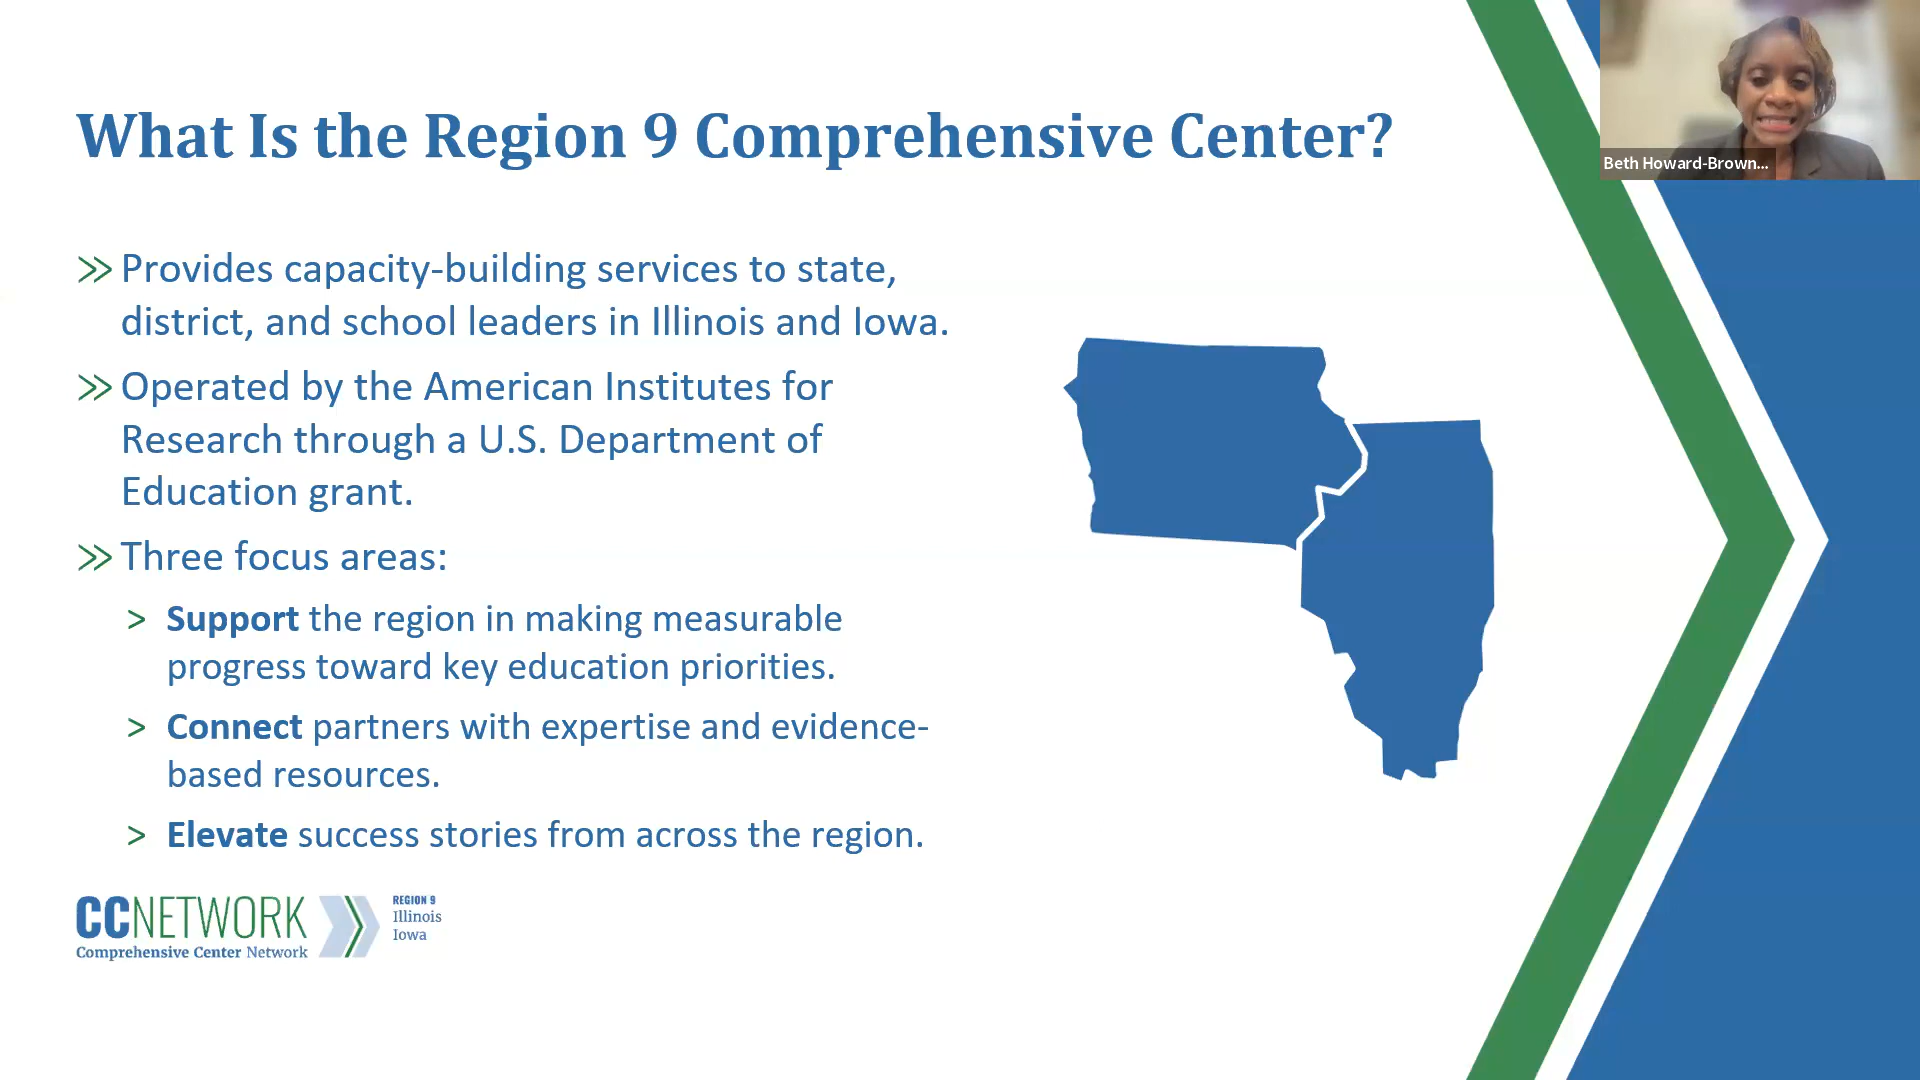 What Is the Region 9 Comprehensive Center?
Beth Howard-Brown...
>> Provides capacity-building services to state,
district, and school leaders in Illinois and Iowa.
>> Operated by the American Institutes for
Research through a U.S. Department of
Education grant.
>> Three focus areas:
> Support the region in making measurable
progress toward key education priorities.
> Connect partners with expertise and evidence-
based resources.
> Elevate success stories from across the region.
CCNETWORK
Comprehensive Center Network
REGION 9
Illinois
Iowa